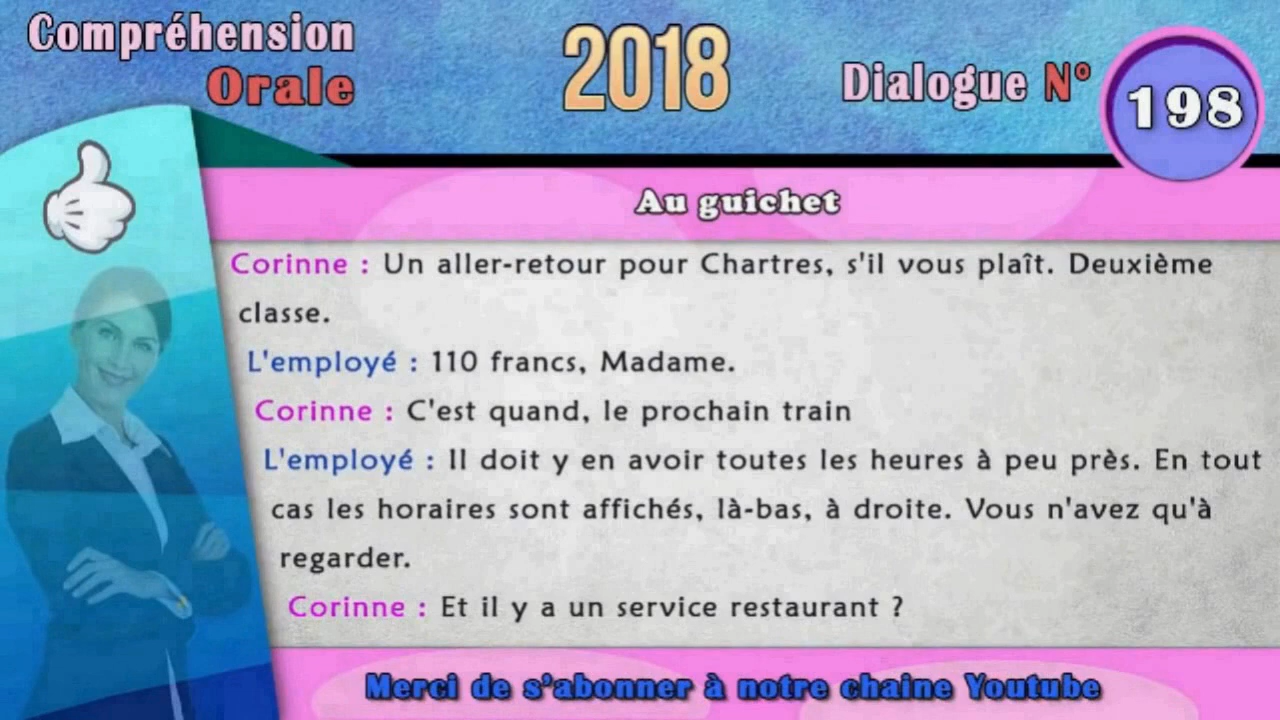 Compréhension
Orale
2018
Dialogue N°
198
Au guichet
Corinne : Un aller-retour pour Chartres, s'il vous plaît. Deuxième
classe.
L'employé : 110 francs, Madame.
Corinne : C'est quand, le prochain train
L'employé : Il doit y en avoir toutes les heures à peu près. En tout
cas les horaires sont affichés, là-bas, à droite. Vous n'avez qu'à
regarder.
Corinne : Et il y a un service restaurant ?
Merci de s'abonner à notre chaine Youtube